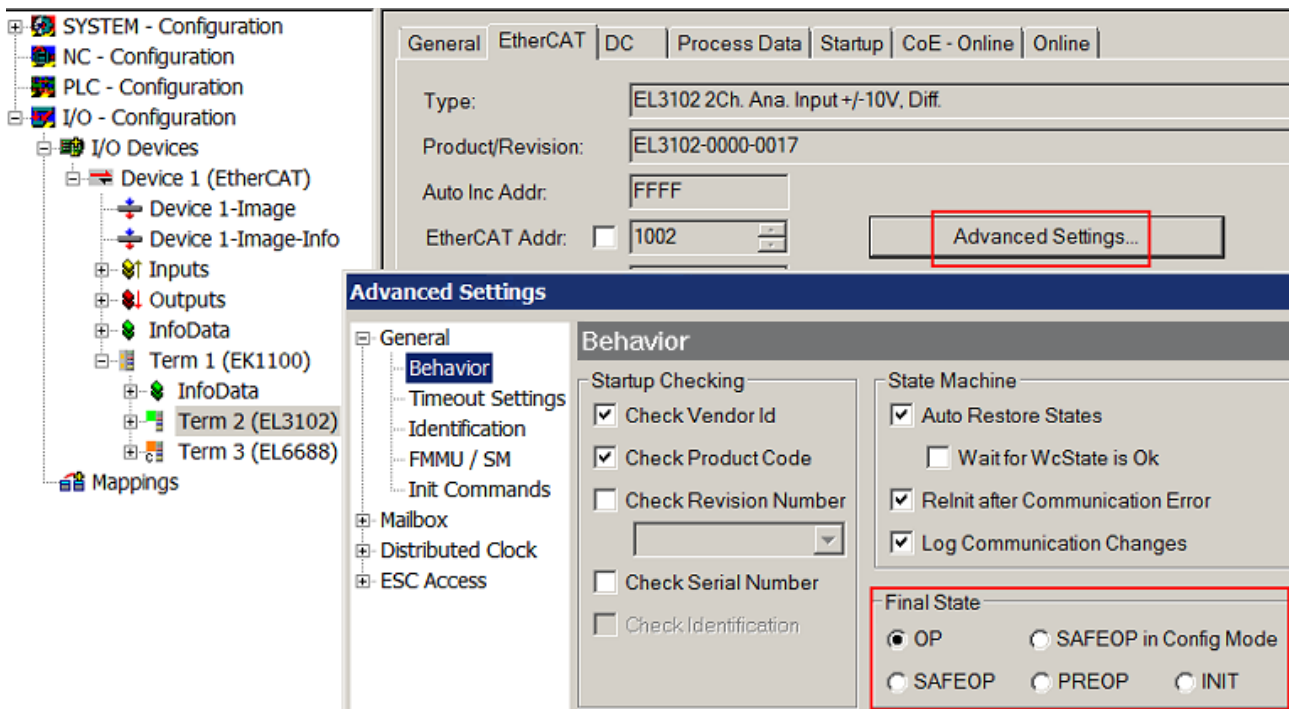 SYSTEM - Configuration
NC - Configuration
PLC - Configuration
I/O - Configuration
I/O Devices
Device 1 (EtherCAT)
Device 1-Image
Device 1-Image-Info
Inputs
Outputs
InfoData
Term 1 (EK1100)
InfoData
Term 2 (EL3102)
Term 3 (EL6688)
Mappings
General EtherCAT DC Process Data Startup CoE - Online Online
Type: EL3102 2Ch. Ana. Input +/-10V, Diff.
Product/Revision: EL3102-0000-0017
Auto Inc Addr: FFFF
EtherCAT Addr: 1002 Advanced Settings...
Advanced Settings
General
Behavior
Timeout Settings
Identification
FMMU / SM
Init Commands
Mailbox
Distributed Clock
ESC Access
Behavior
Startup Checking
Check Vendor Id
Check Product Code
Check Revision Number
Check Serial Number
Check Identification
State Machine
Auto Restore States
Wait for WcState is Ok
ReInit after Communication Error
Log Communication Changes
Final State
OP SAFEOP in Config Mode
SAFEOP PREOP INIT